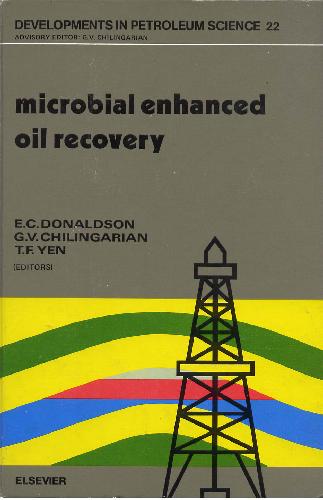 DEVELOPMENTS IN PETROLEUM SCIENCE 22
ADVISORY EDITOR: G.V. CHILINGARIAN
microbial enhanced
oil recovery
E.C. DONALDSON
G.V. CHILINGARIAN
T.F. YEN
(EDITORS)
ELSEVIER